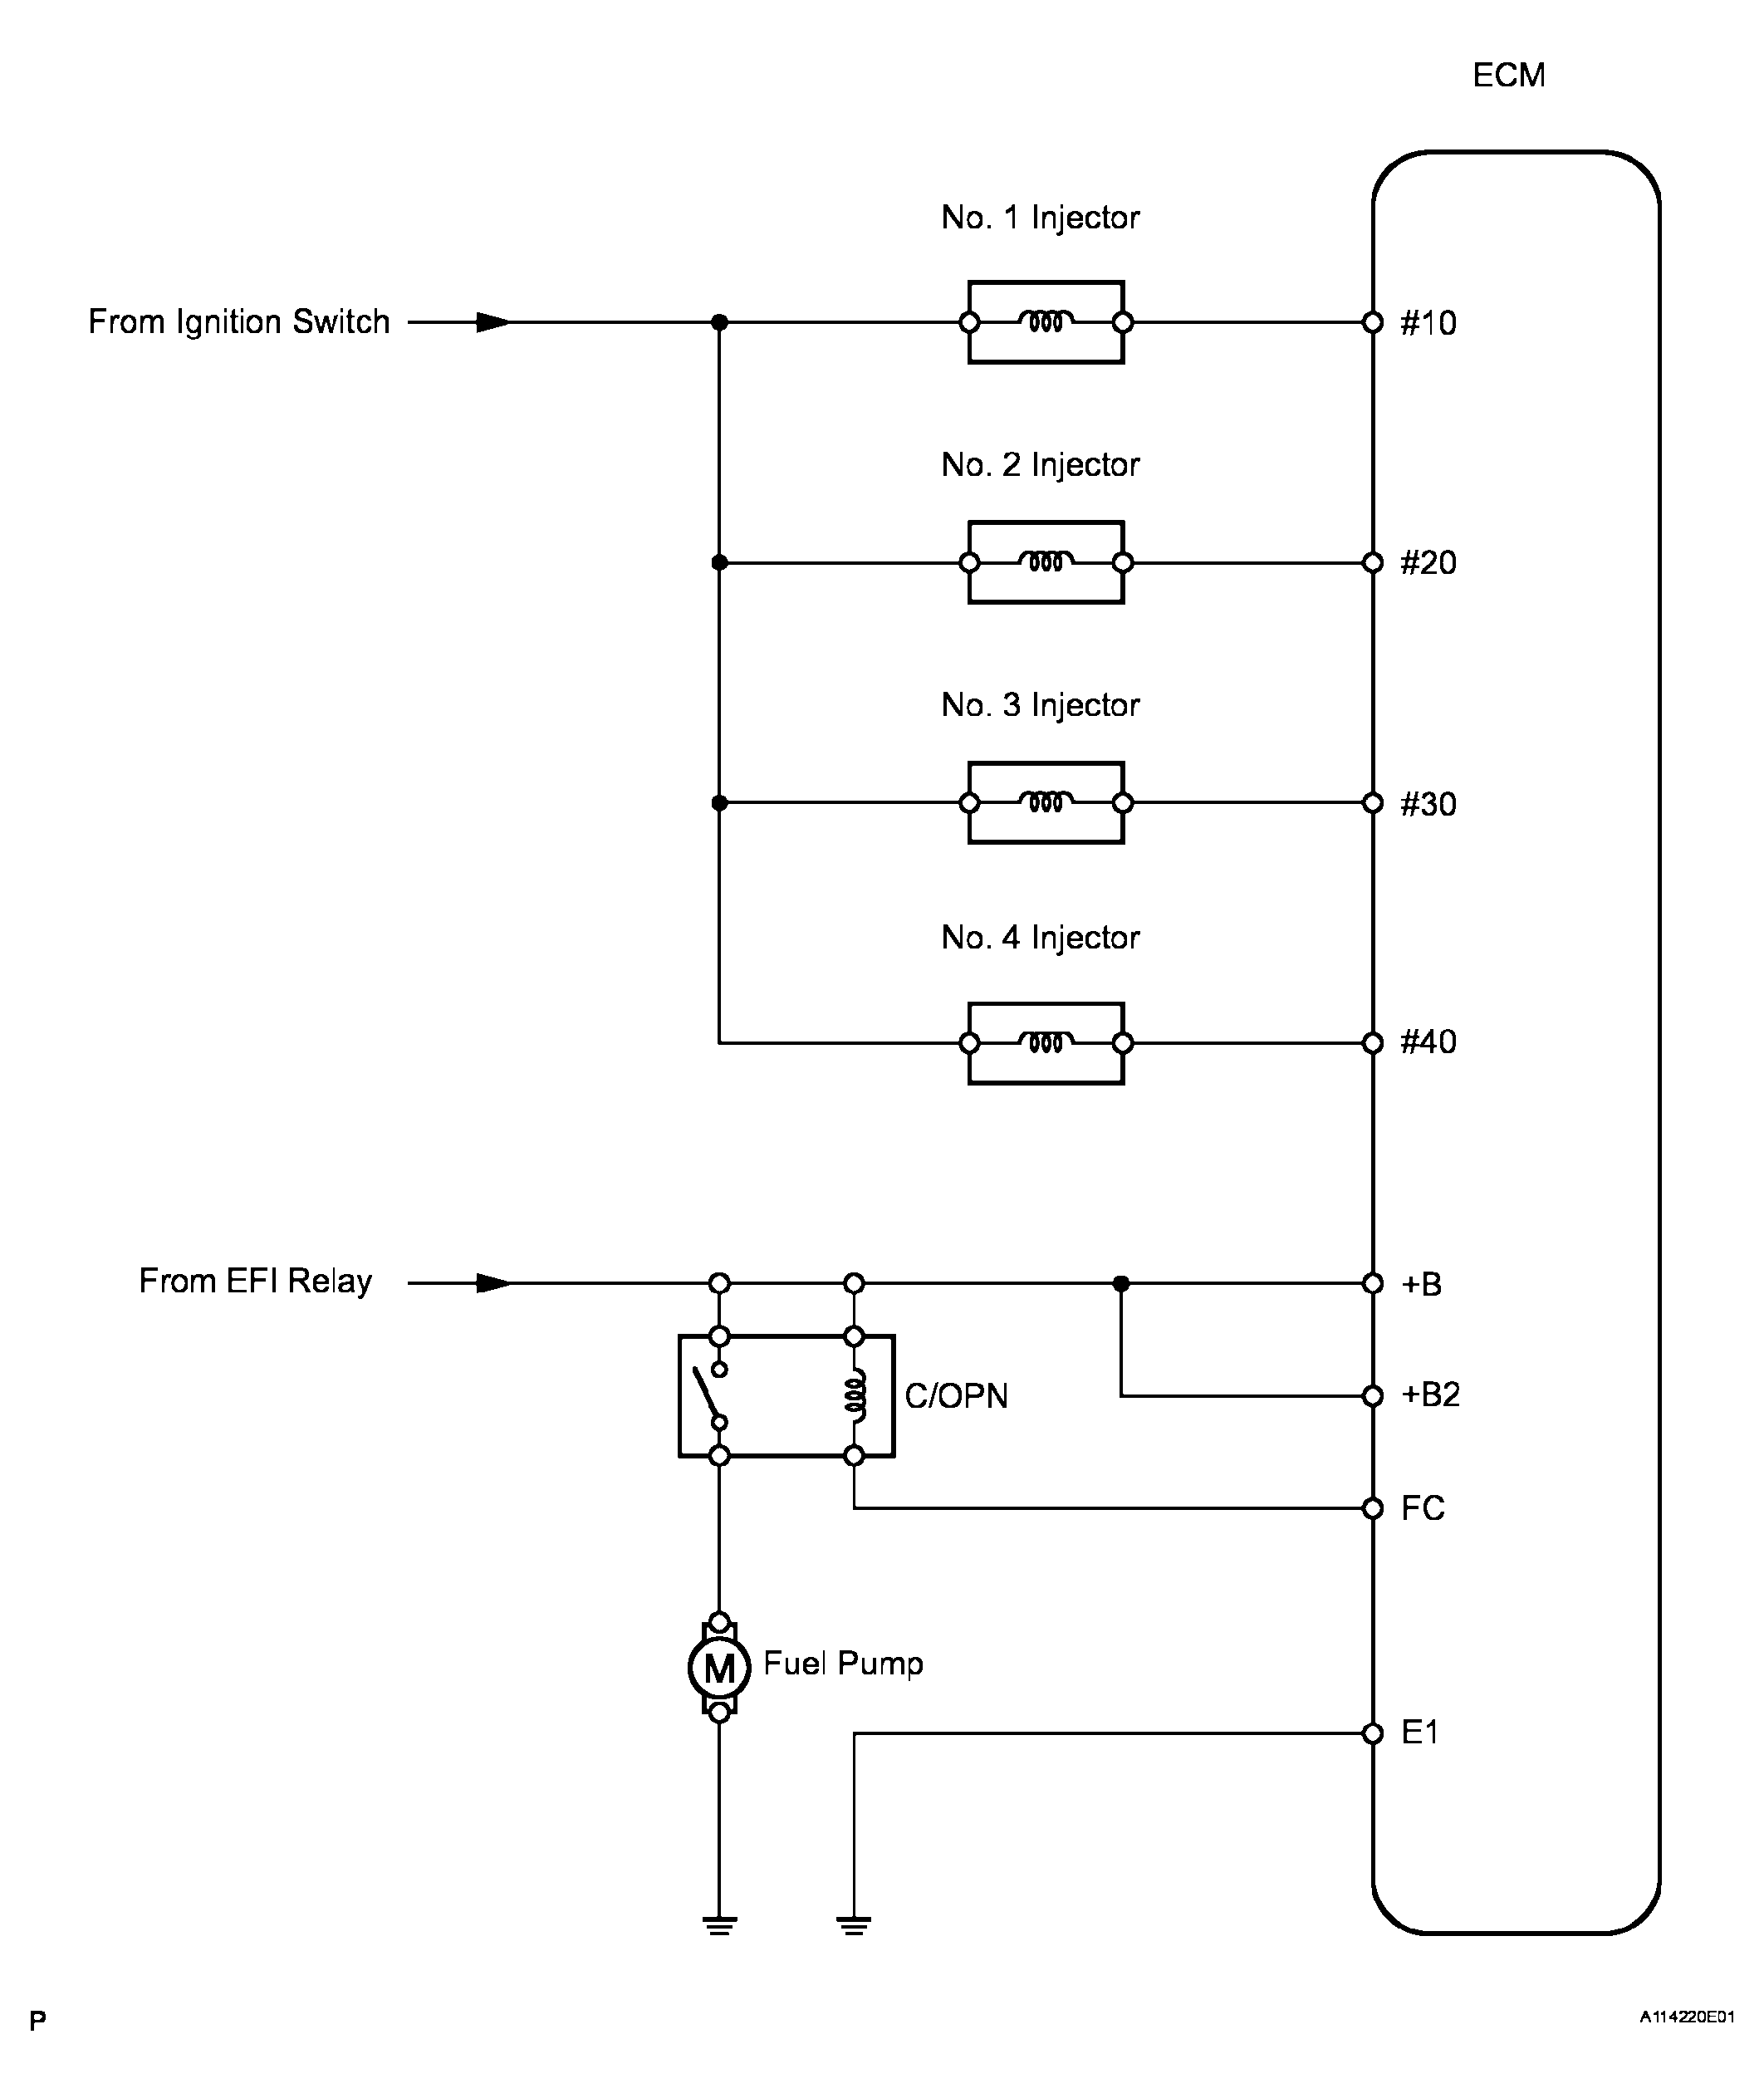 ECM
No. 1 Injector
From Ignition Switch
#10
No. 2 Injector
#20
No. 3 Injector
#30
No. 4 Injector
#40
From EFI Relay
+B
C/OPN
+B2
FC
M
Fuel Pump
E1
P
A114220E01